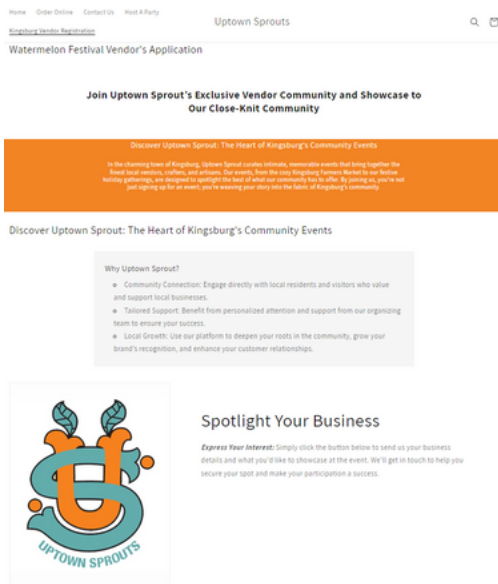 Home Order Online Contact Us Host A Party
Uptown Sprouts
Kingsburg Vendor Registration
Watermelon Festival Vendor's Application
Join Uptown Sprout's Exclusive Vendor Community and Showcase to
Our Close-Knit Community
Discover Uptown Sprout: The Heart of Kingsburg's Community Events
In the charming town of Kingsburg, Uptown Sprout curates intimate, memorable events that bring together the
finest local vendors, crafters, and artisans. Our events, from the cozy Kingsburg Farmers Market to our festive
holiday gatherings, are designed to spotlight the best of what our community has to offer. By joining us, you're not
just signing up for an event; you're weaving your story into the fabric of Kingsburg's community.
Discover Uptown Sprout: The Heart of Kingsburg's Community Events
Why Uptown Sprout?
Community Connection: Engage directly with local residents and visitors who value
and support local businesses.
Tailored Support: Benefit from personalized attention and support from our organizing
team to ensure your success.
Local Growth: Use our platform to deepen your roots in the community, grow your
brand's recognition, and enhance your customer relationships.
US
UPTOWN SPROUTS
Spotlight Your Business
Express Your Interest: Simply click the button below to send us your business
details and what you'd like to showcase at the event. We'll get in touch to help you
secure your spot and make your participation a success.